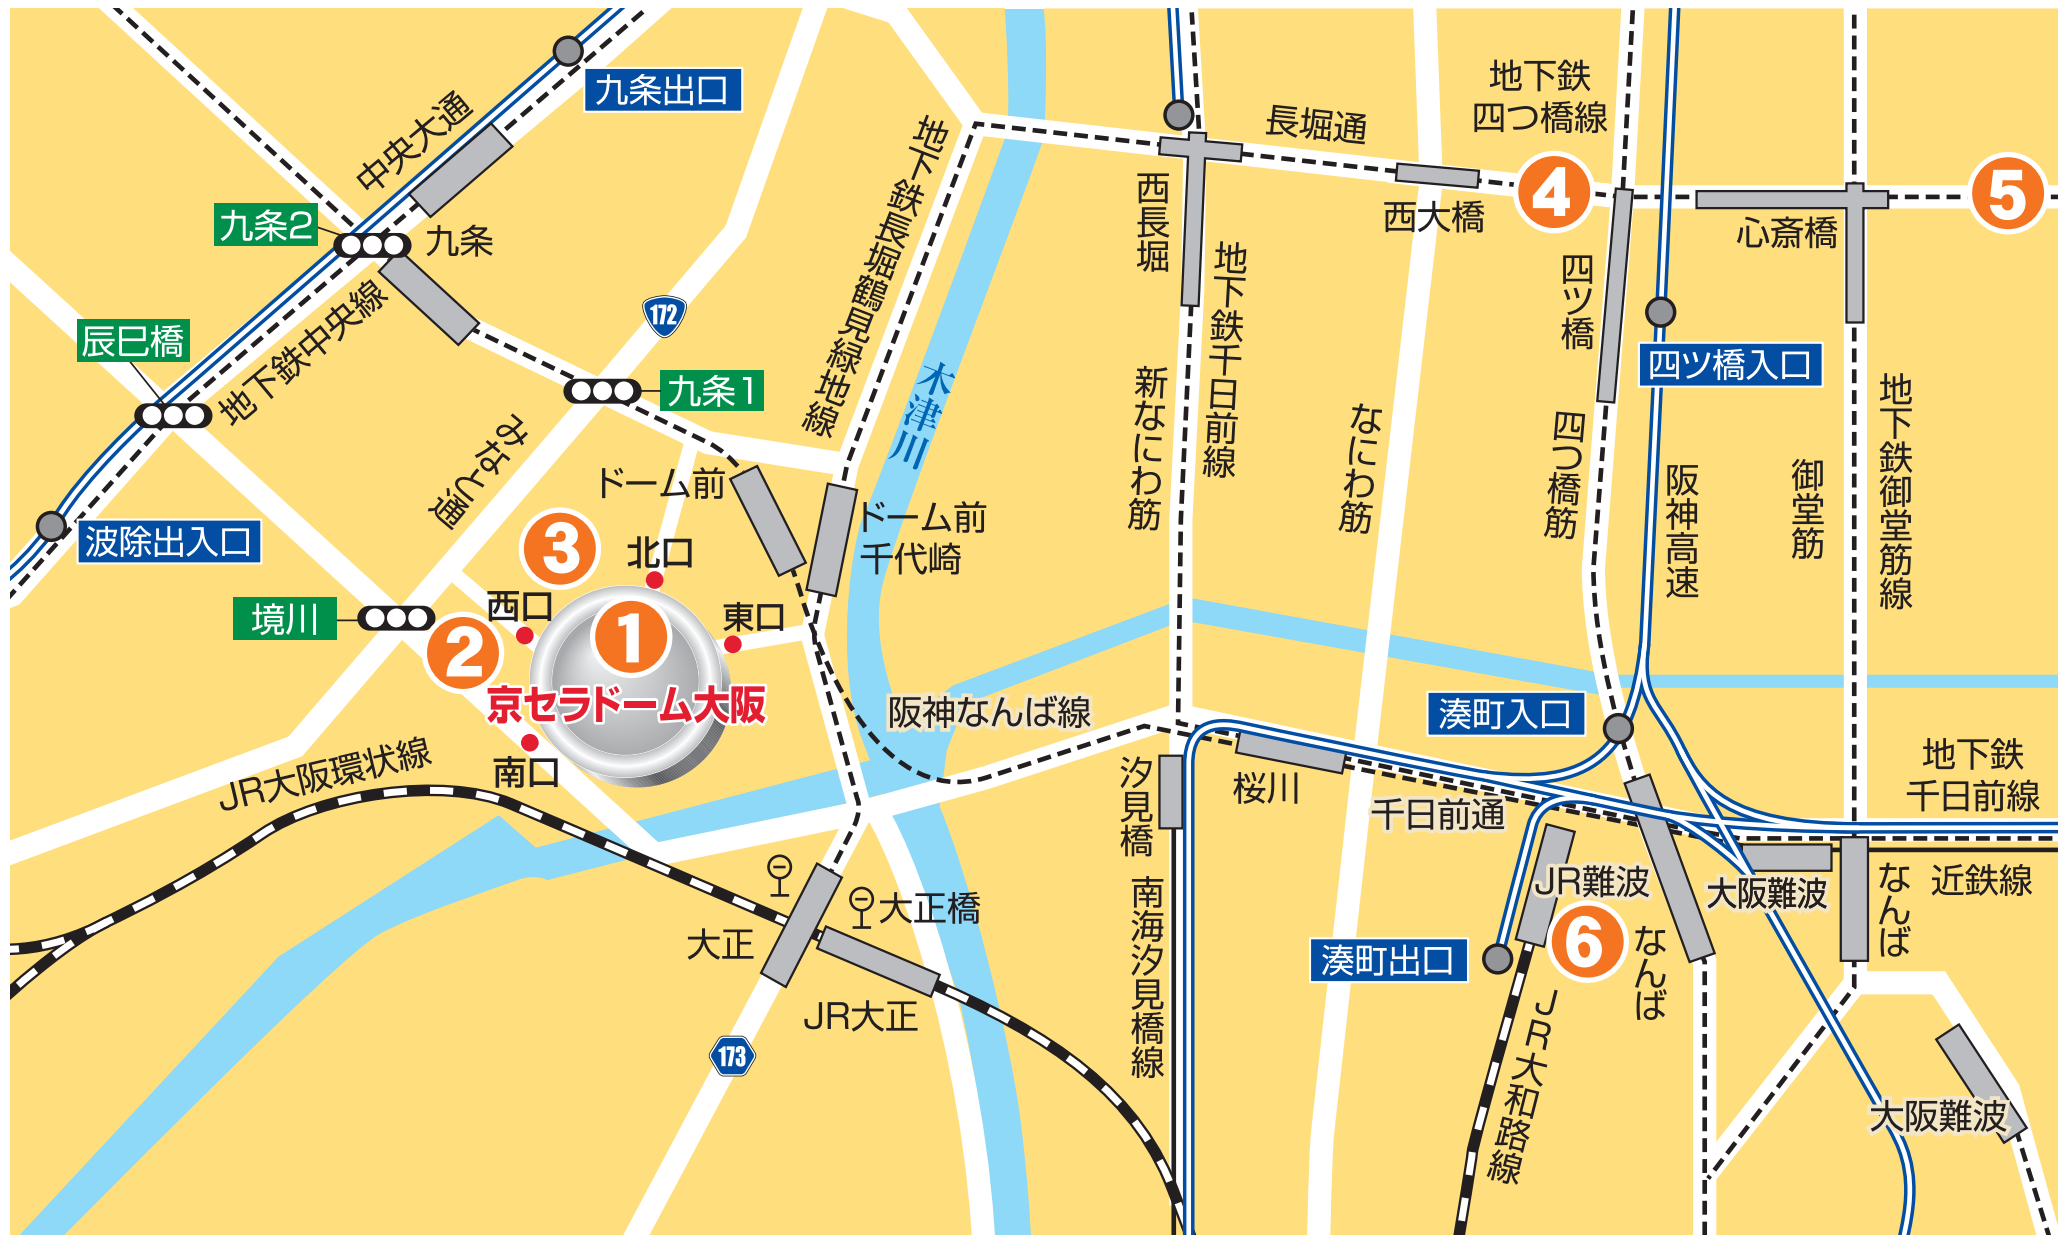 九条出口
中央大通
九条2
九条
辰巳橋
地下鉄中央線
172
九条1
みなと通
波除出入口
境川
地下鉄長堀鶴見緑地線
木津川
ドーム前
ドーム前
千代崎
3
北口
西口
東口
1
2
京セラドーム大阪
南口
JR大阪環状線
阪神なんば線
大正
大正橋
JR大正
173
長堀通
地下鉄
四つ橋線
4
5
西長堀
西大橋
心斎橋
地下鉄千日前線
新なにわ筋
なにわ筋
四ツ橋
四つ橋筋
四ツ橋入口
阪神高速
御堂筋
地下鉄御堂筋線
湊町入口
汐見橋
桜川
千日前通
地下鉄
千日前線
南海汐見橋線
JR難波
6
湊町出口
なんば
大阪難波
なんば
近鉄線
JR大和路線
大阪難波